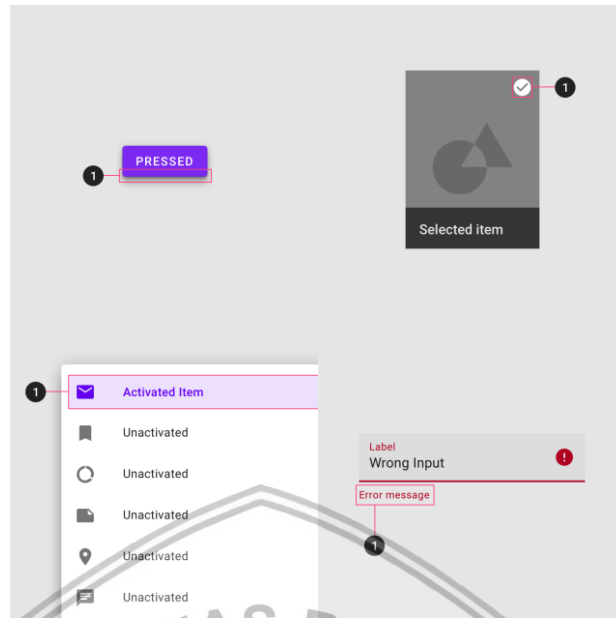 1
PRESSED
1
Selected item
1
Activated Item
Unactivated
Unactivated
Unactivated
Unactivated
Unactivated
Label
Wrong Input
Error message
1